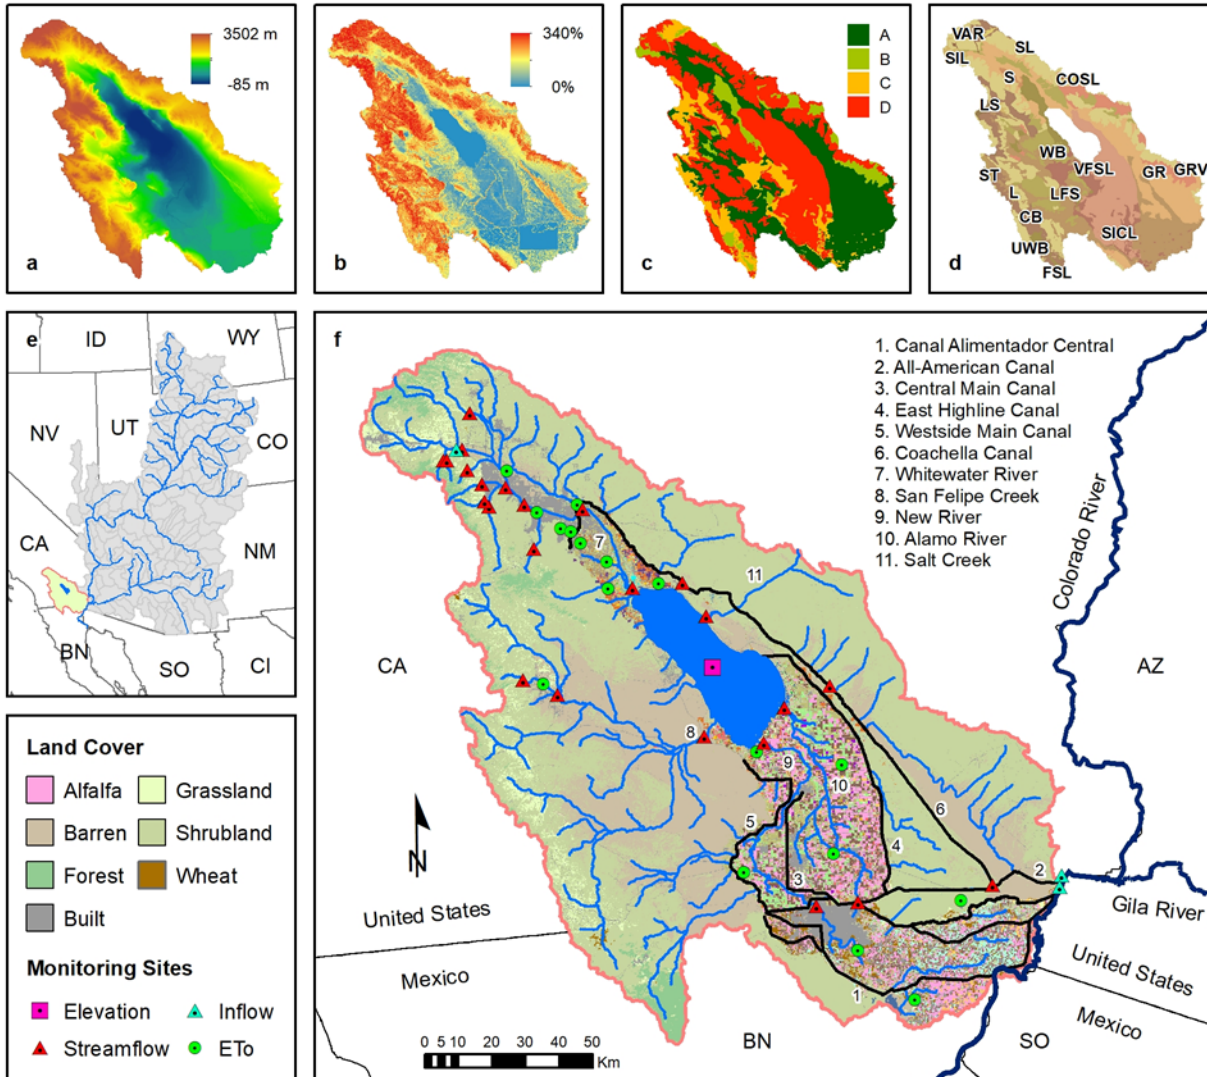 3502 m
-85 m
a
340%
0%
b
A
B
C
D
c
VAR
SL
SIL
S
COSL
LS
WB
VFSL
GR
GRV
ST
L
LFS
CB
SICL
UWB
FSL
d
e
ID
WY
NV
UT
CO
CA
NM
BN
SO
CI
Land Cover
Alfalfa
Grassland
Barren
Shrubland
Forest
Wheat
Built
Monitoring Sites
Elevation
Inflow
Streamflow
ETo
f
1. Canal Alimentador Central
2. All-American Canal
3. Central Main Canal
4. East Highline Canal
5. Westside Main Canal
6. Coachella Canal
7. Whitewater River
8. San Felipe Creek
9. New River
10. Alamo River
11. Salt Creek
7
11
Colorado River
CA
AZ
8
9
10
6
5
4
3
2
N
Gila River
United States
Mexico
United States
Mexico
1
BN
SO
0 5 10 20 30 40 50
Km